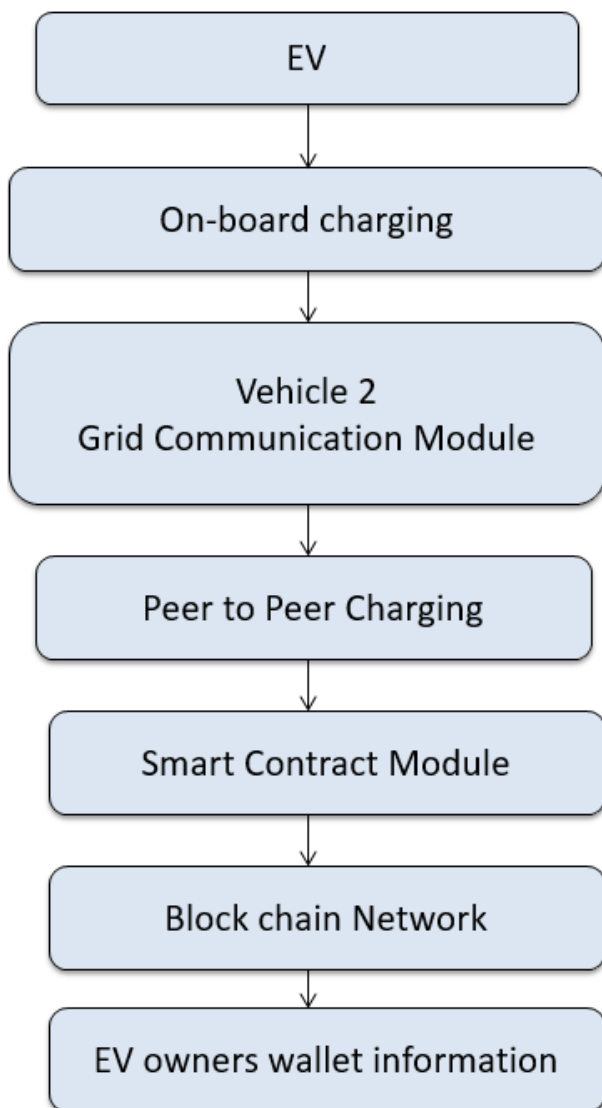 EV
On-board charging
Vehicle 2
Grid Communication Module
Peer to Peer Charging
Smart Contract Module
Block chain Network
EV owners wallet information